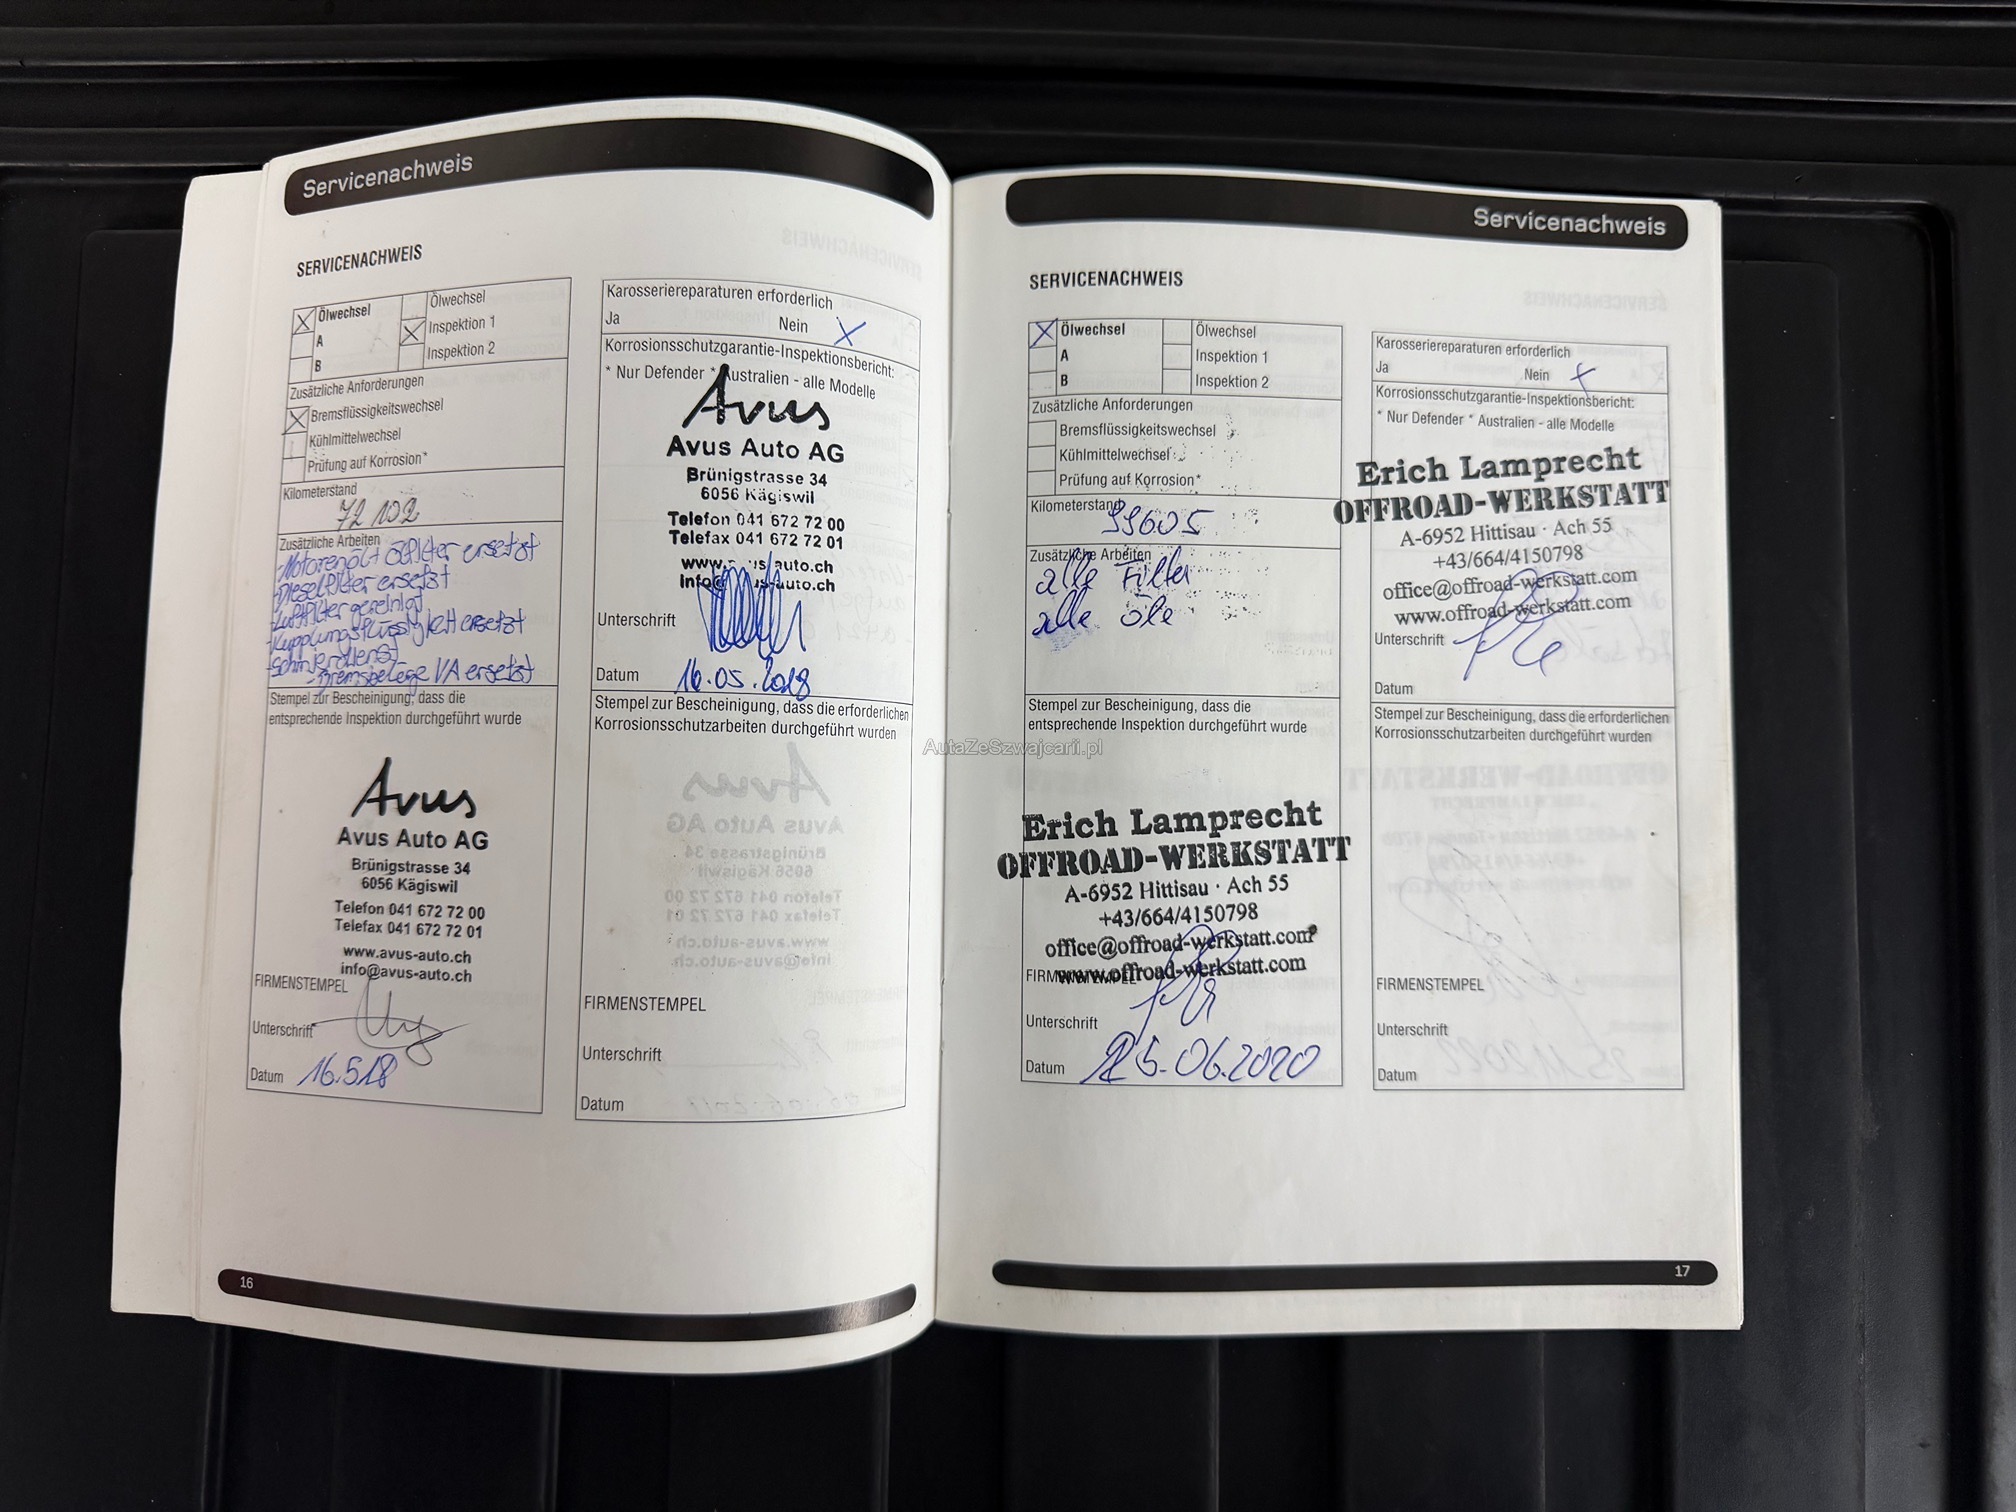 Servicenachweis
SERVICENACHWEIS
Ölwechsel
A
B
Ölwechsel
Inspektion 1
Inspektion 2
Zusätzliche Anforderungen
Bremsflüssigkeitswechsel
Kühlmittelwechsel
Prüfung auf Korrosion*
Kilometerstand
72 102
Zusätzliche Arbeiten
-Motorenöl+ ölfilter ersetzt
-Dieselfilter ersetzt
-Luftfilter gereinigt
-Kupplungsflüssigkeit ersetzt
-Schmierdienst
-Bremsbeläge VA ersetzt
Stempel zur Bescheinigung, dass die
entsprechende Inspektion durchgeführt wurde
Avus
Avus Auto AG
Brünigstrasse 34
6056 Kägiswil
Telefon 041 672 72 00
Telefax 041 672 72 01
www.avus-auto.ch
info@avus-auto.ch
FIRMENSTEMPEL
Unterschrift
Datum 16.5.18
Karosseriereparaturen erforderlich
Ja Nein
Korrosionsschutzgarantie-Inspektionsbericht:
* Nur Defender * Australien - alle Modelle
Avus
Avus Auto AG
Brünigstrasse 34
6056 Kägiswil
Telefon 041 672 72 00
Telefax 041 672 72 01
www.avus-auto.ch
info@avus-auto.ch
Unterschrift
Datum 16.05.2018
Stempel zur Bescheinigung, dass die erforderlichen
Korrosionsschutzarbeiten durchgeführt wurden
FIRMENSTEMPEL
Unterschrift
Datum
16
Servicenachweis
SERVICENACHWEIS
Ölwechsel
A
B
Ölwechsel
Inspektion 1
Inspektion 2
Zusätzliche Anforderungen
Bremsflüssigkeitswechsel
Kühlmittelwechsel
Prüfung auf Korrosion*
Kilometerstand
99605
Zusätzliche Arbeiten
alle Filter
alle Öle
Stempel zur Bescheinigung, dass die
entsprechende Inspektion durchgeführt wurde
Erich Lamprecht
OFFROAD-WERKSTATT
A-6952 Hittisau · Ach 55
+43/664/4150798
office@offroad-werkstatt.com
www.offroad-werkstatt.com
FIRMENSTEMPEL
Unterschrift
Datum 25.06.2020
Karosseriereparaturen erforderlich
Ja Nein
Korrosionsschutzgarantie-Inspektionsbericht:
* Nur Defender * Australien - alle Modelle
Erich Lamprecht
OFFROAD-WERKSTATT
A-6952 Hittisau · Ach 55
+43/664/4150798
office@offroad-werkstatt.com
www.offroad-werkstatt.com
Unterschrift
Datum
Stempel zur Bescheinigung, dass die erforderlichen
Korrosionsschutzarbeiten durchgeführt wurden
FIRMENSTEMPEL
Unterschrift
Datum
17
AutaZeSzwajcarii.pl